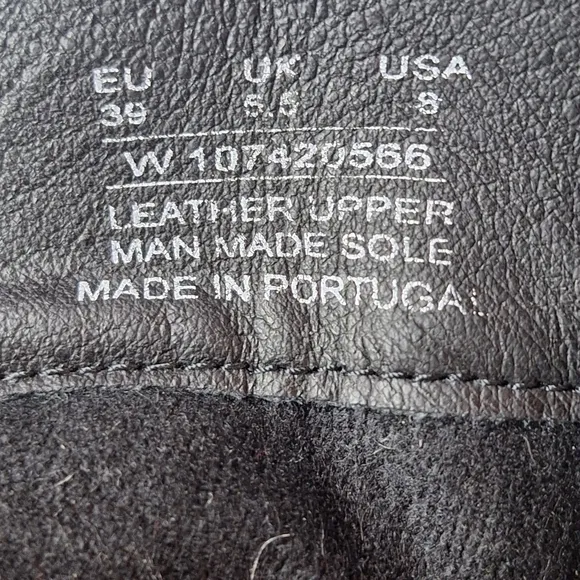 EU UK USA
39 5.5 8
W 107420566
LEATHER UPPER
MAN MADE SOLE
MADE IN PORTUGAL